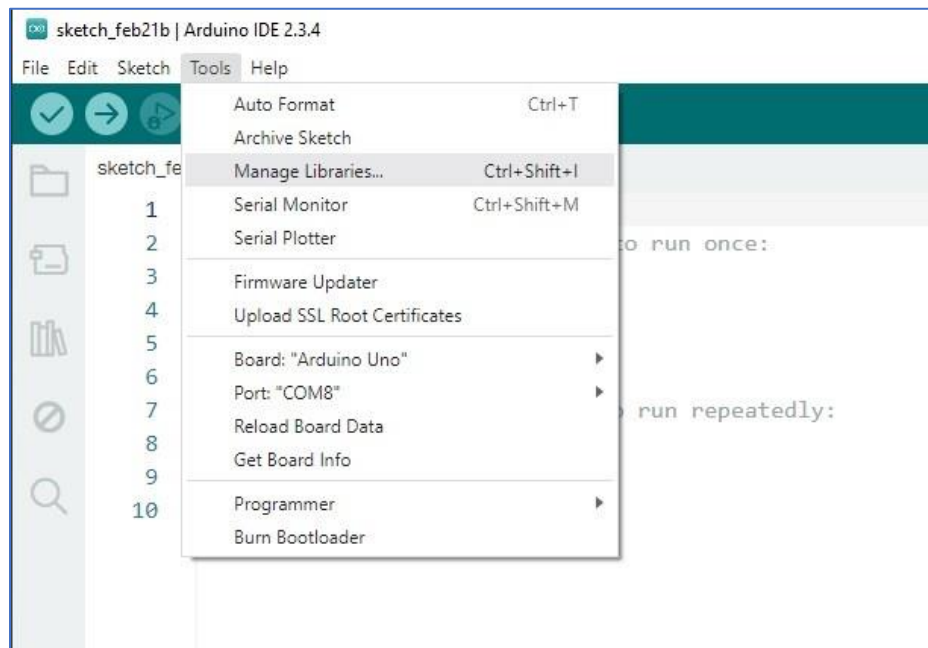 sketch_feb21b | Arduino IDE 2.3.4
File Edit Sketch Tools Help
Auto Format Ctrl+T
Archive Sketch
sketch_fe
Manage Libraries... Ctrl+Shift+I
1
Serial Monitor Ctrl+Shift+M
2
Serial Plotter
to run once:
3
Firmware Updater
4
Upload SSL Root Certificates
5
Board: "Arduino Uno"
6
Port: "COM8"
7
run repeatedly:
Reload Board Data
8
Get Board Info
9
Programmer
10
Burn Bootloader